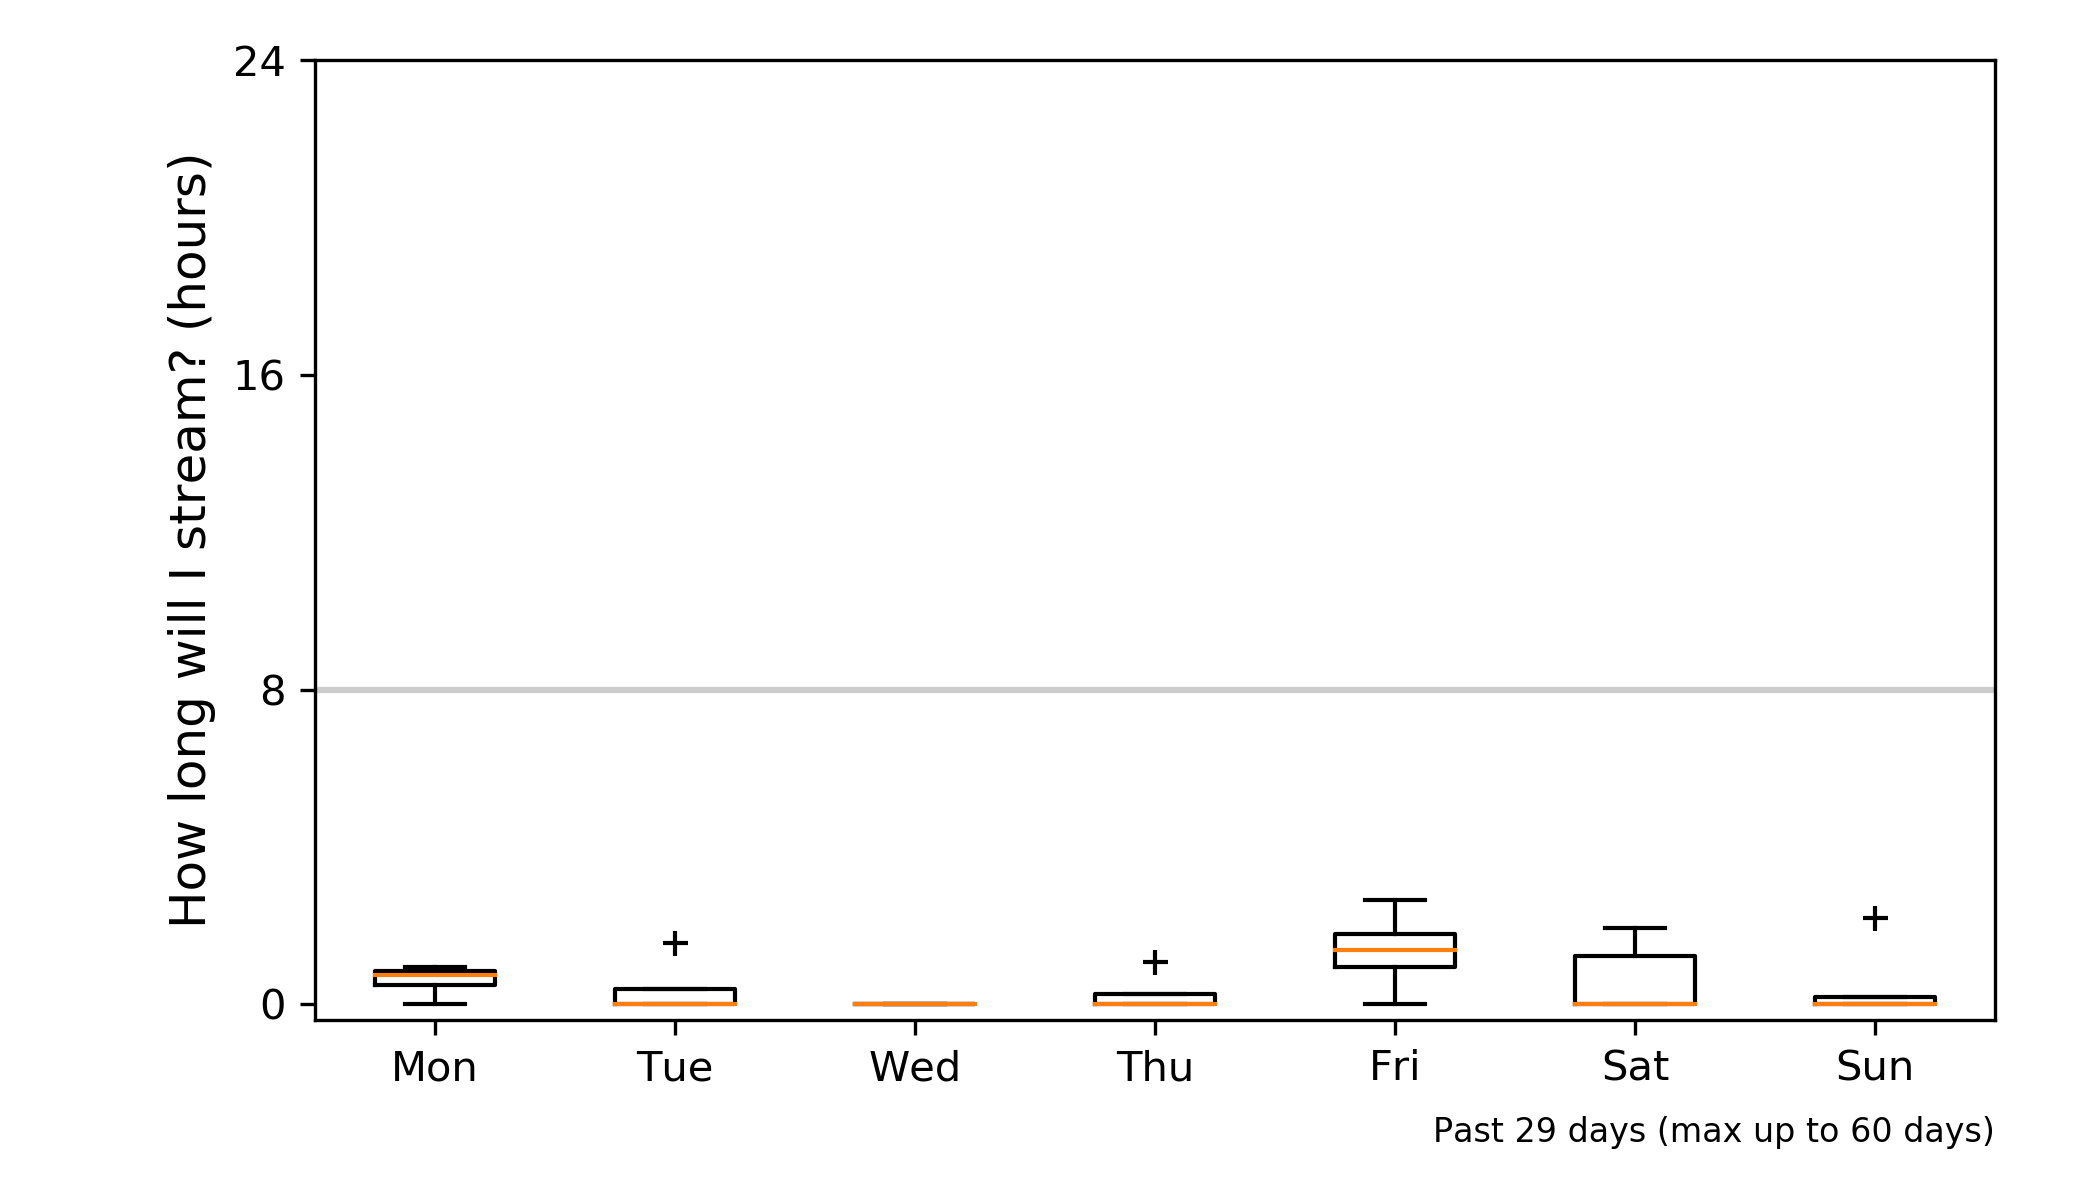 How long will I stream? (hours)
24
16
8
0
Mon Tue Wed Thu Fri Sat Sun
Past 29 days (max up to 60 days)